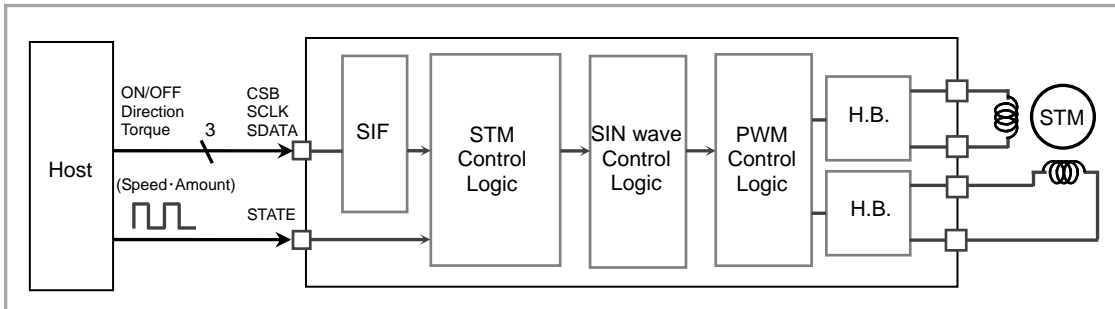 Host
ON/OFF
Direction
Torque
3
CSB
SCLK
SDATA
(Speed･Amount)
STATE
SIF
STM
Control
Logic
SIN wave
Control
Logic
PWM
Control
Logic
H.B.
H.B.
STM